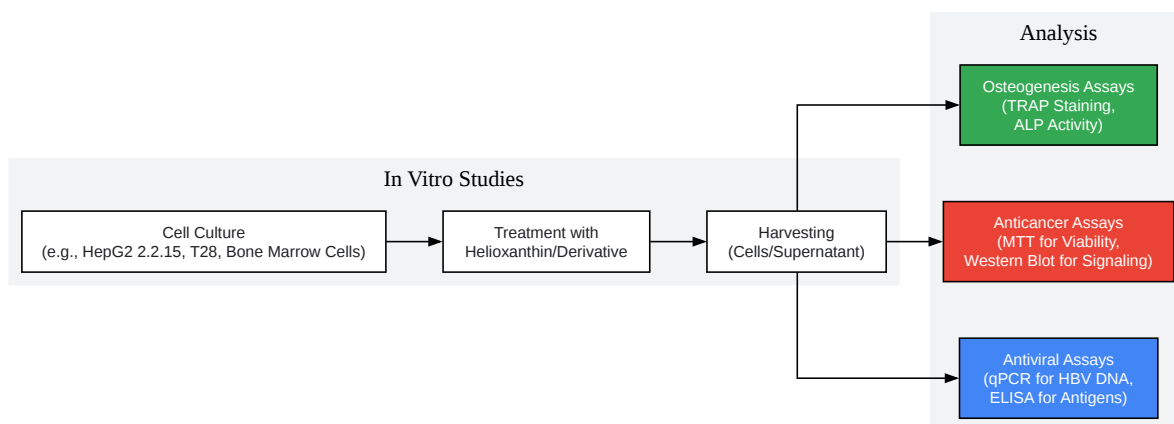 In Vitro Studies
Cell Culture
(e.g., HepG2 2.2.15, T28, Bone Marrow Cells)
Treatment with
Helioxanthin/Derivative
Harvesting
(Cells/Supernatant)
Analysis
Osteogenesis Assays
(TRAP Staining,
ALP Activity)
Anticancer Assays
(MTT for Viability,
Western Blot for Signaling)
Antiviral Assays
(qPCR for HBV DNA,
ELISA for Antigens)